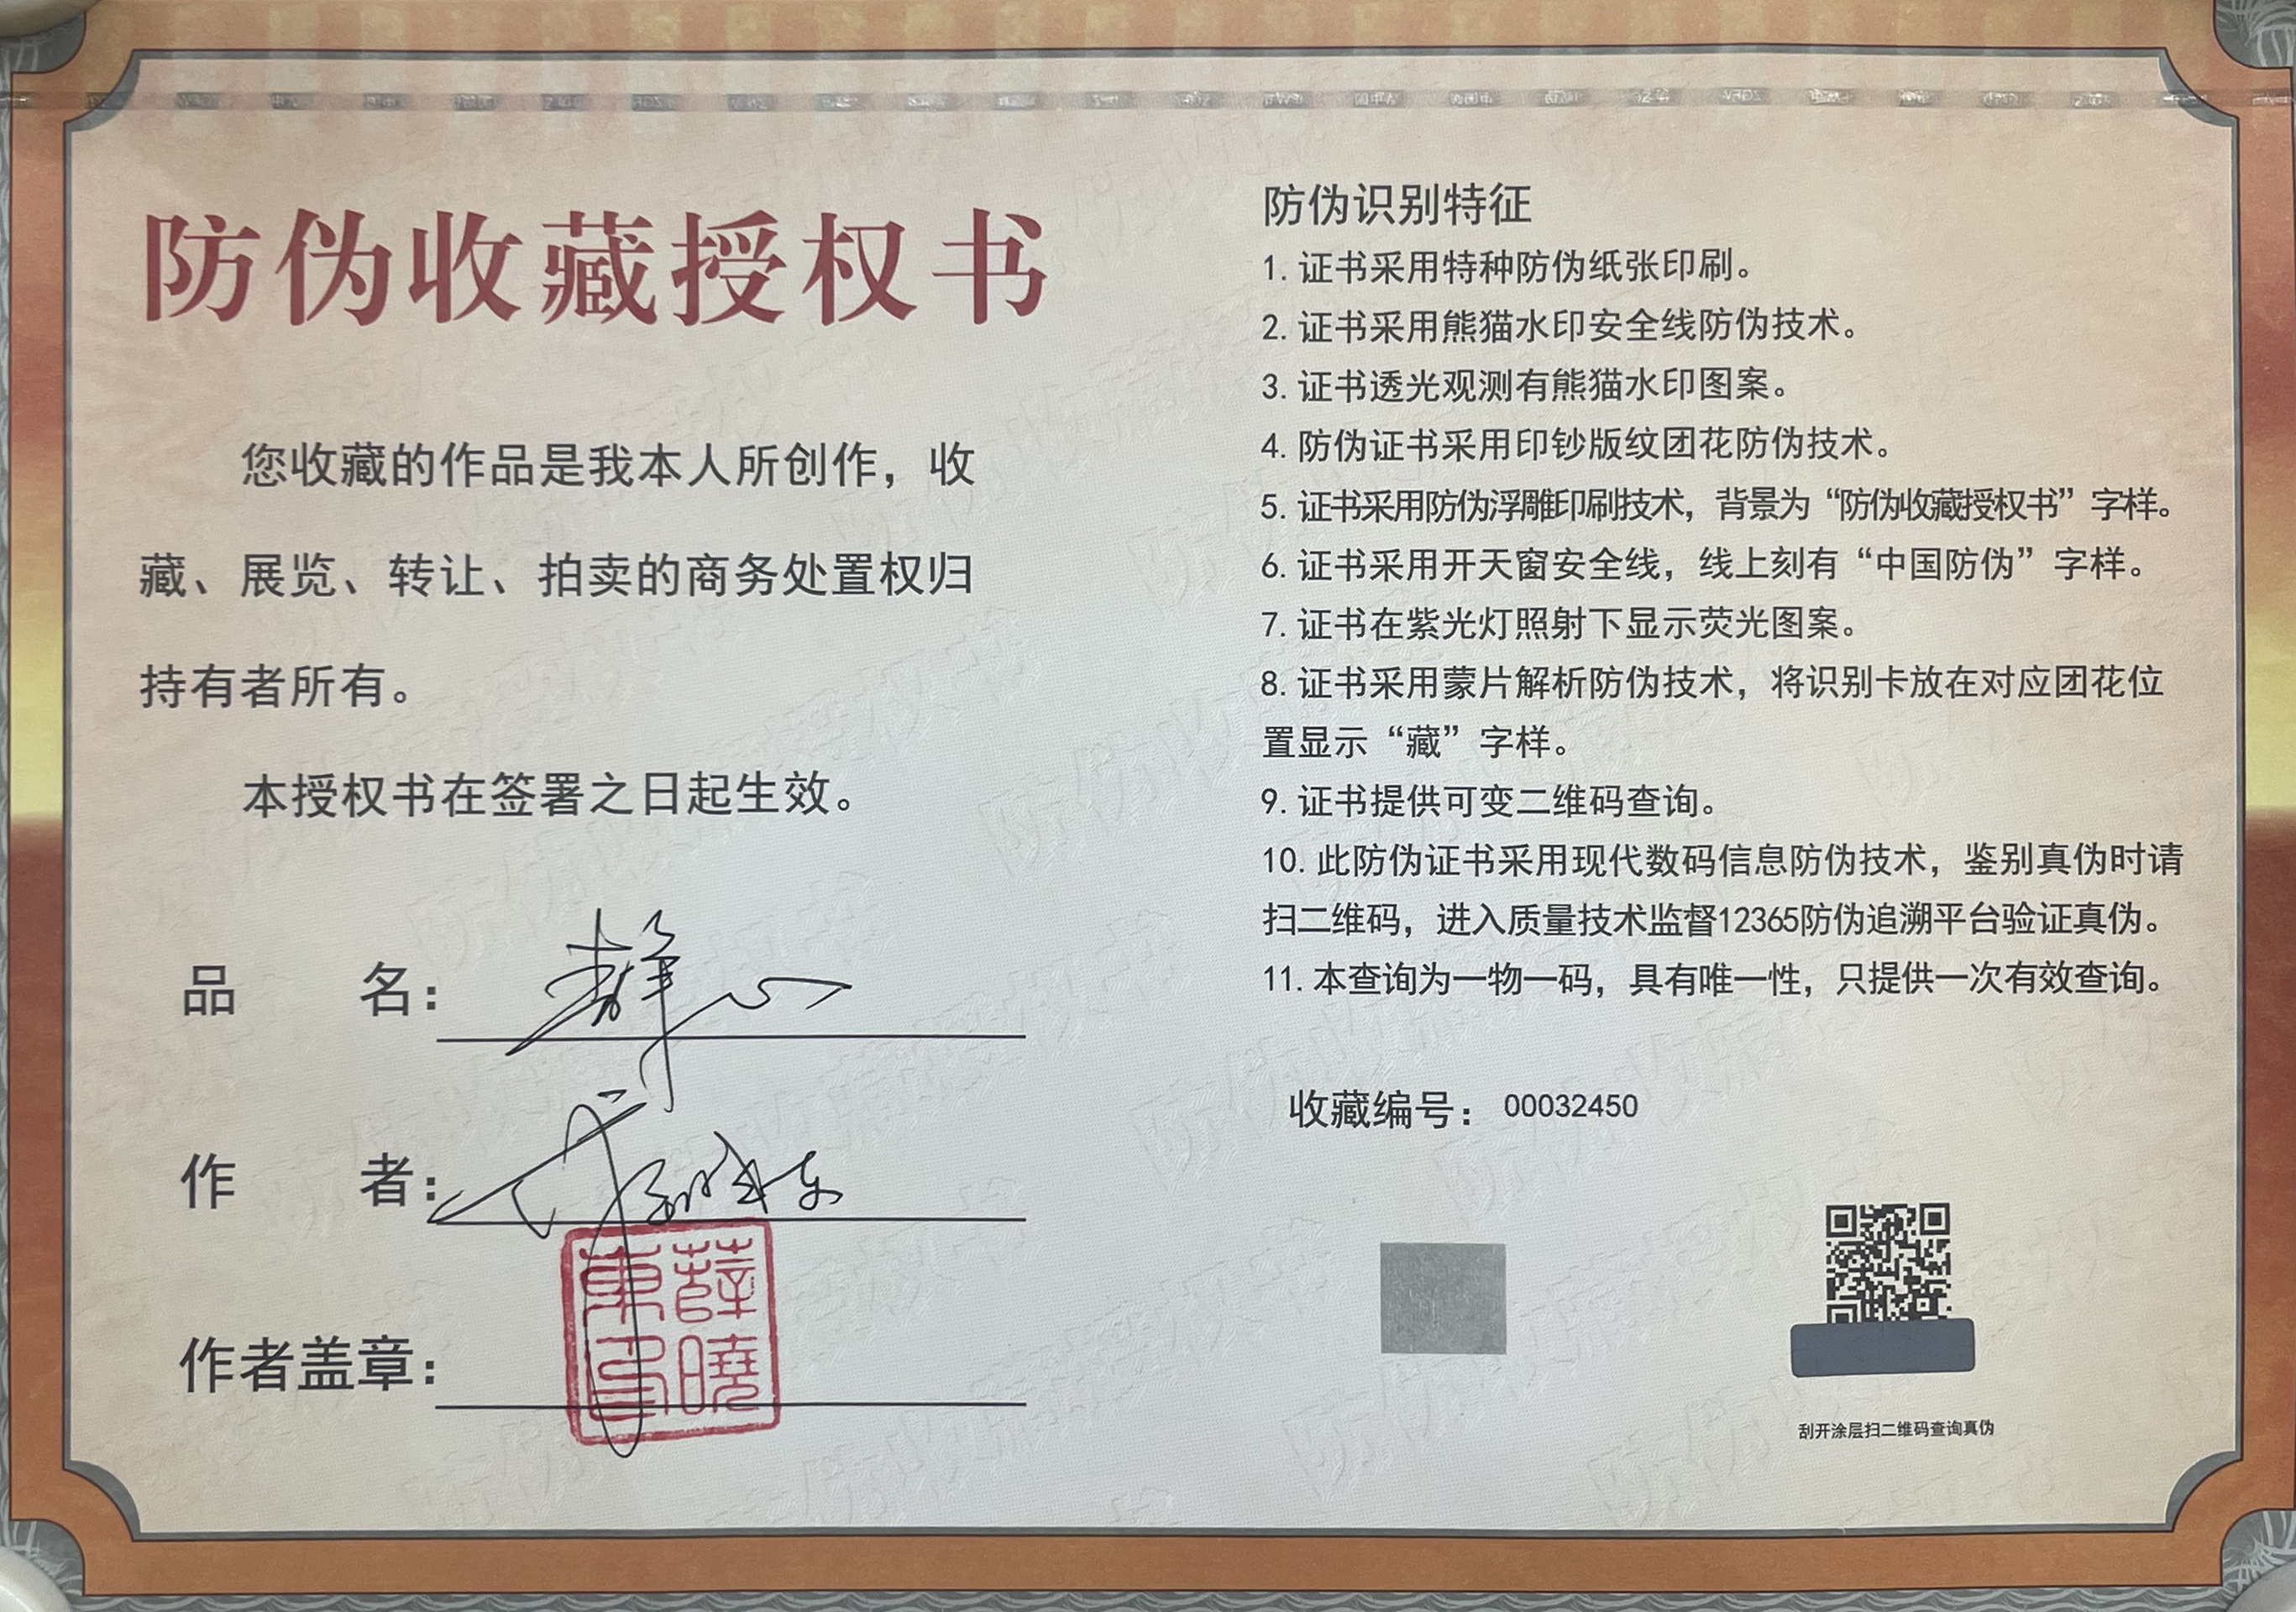 防伪收藏授权书
您收藏的作品是我本人所创作，收
藏、展览、转让、拍卖的商务处置权归
持有者所有。
本授权书在签署之日起生效。
品名：静心
作者：
作者盖章：
薛曉東印
防伪识别特征
1. 证书采用特种防伪纸张印刷。
2. 证书采用熊猫水印安全线防伪技术。
3. 证书透光观测有熊猫水印图案。
4. 防伪证书采用印钞版纹团花防伪技术。
5. 证书采用防伪浮雕印刷技术，背景为“防伪收藏授权书”字样。
6. 证书采用开天窗安全线，线上刻有“中国防伪”字样。
7. 证书在紫光灯照射下显示荧光图案。
8. 证书采用蒙片解析防伪技术，将识别卡放在对应团花位
置显示“藏”字样。
9. 证书提供可变二维码查询。
10. 此防伪证书采用现代数码信息防伪技术，鉴别真伪时请
扫二维码，进入质量技术监督12365防伪追溯平台验证真伪。
11. 本查询为一物一码，具有唯一性，只提供一次有效查询。
收藏编号：00032450
刮开涂层扫二维码查询真伪